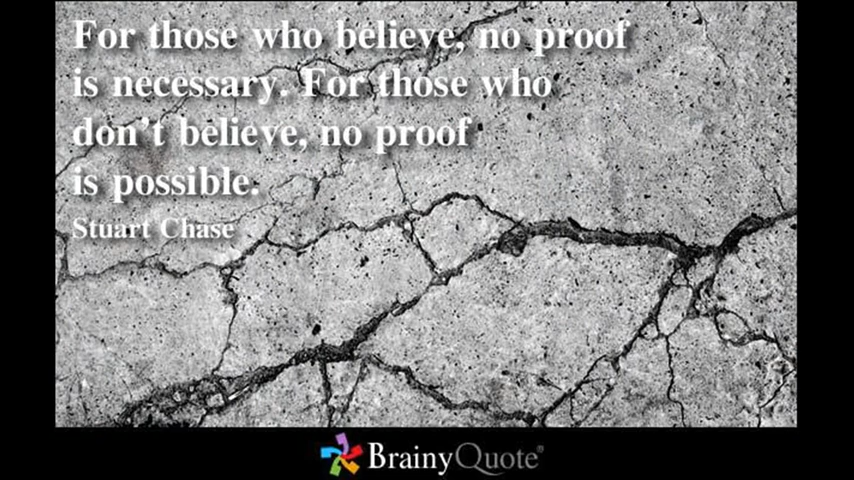 For those who believe, no proof
is necessary. For those who
don't believe, no proof
is possible.
Stuart Chase
BrainyQuote®